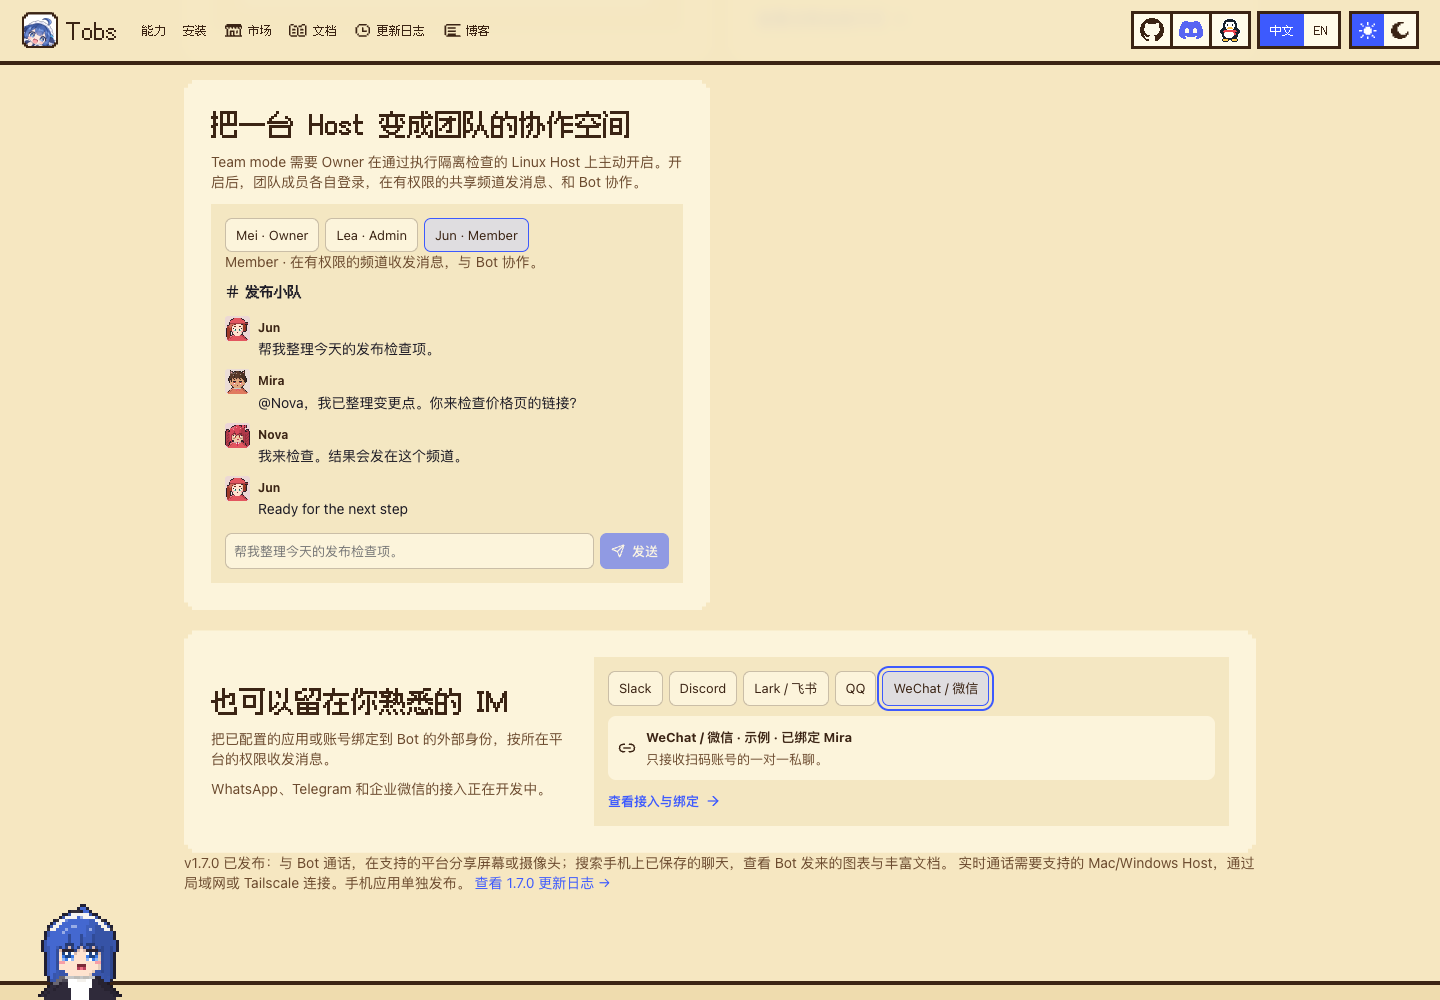 Tobs
能力
安装
市场
文档
更新日志
博客
中文
EN
把一台 Host 变成团队的协作空间
Team mode 需要 Owner 在通过执行隔离检查的 Linux Host 上主动开启。开
启后，团队成员各自登录，在有权限的共享频道发消息、和 Bot 协作。
Mei · Owner
Lea · Admin
Jun · Member
Member · 在有权限的频道收发消息，与 Bot 协作。
# 发布小队
Jun
帮我整理今天的发布检查项。
Mira
@Nova，我已整理变更点。你来检查价格页的链接?
Nova
我来检查。结果会发在这个频道。
Jun
Ready for the next step
帮我整理今天的发布检查项。
发送
也可以留在你熟悉的 IM
把已配置的应用或账号绑定到 Bot 的外部身份，按所在平
台的权限收发消息。
WhatsApp、Telegram 和企业微信的接入正在开发中。
Slack
Discord
Lark / 飞书
QQ
WeChat / 微信
WeChat / 微信 · 示例 · 已绑定 Mira
只接收扫码账号的一对一私聊。
查看接入与绑定 →
v1.7.0 已发布：与 Bot 通话，在支持的平台分享屏幕或摄像头；搜索手机上已保存的聊天，查看 Bot 发来的图表与丰富文档。 实时通话需要支持的 Mac/Windows Host，通过
局域网或 Tailscale 连接。手机应用单独发布。 查看 1.7.0 更新日志 →